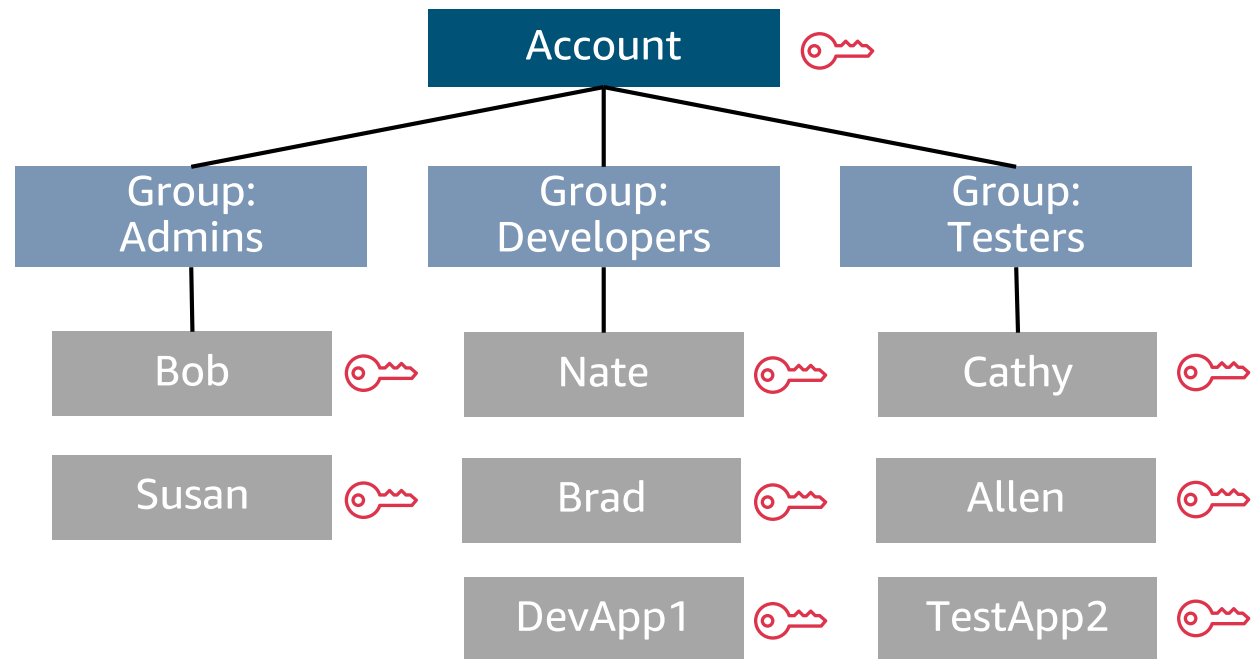 Account
Group:
Admins
Group:
Developers
Group:
Testers
Bob
Nate
Cathy
Susan
Brad
Allen
DevApp1
TestApp2